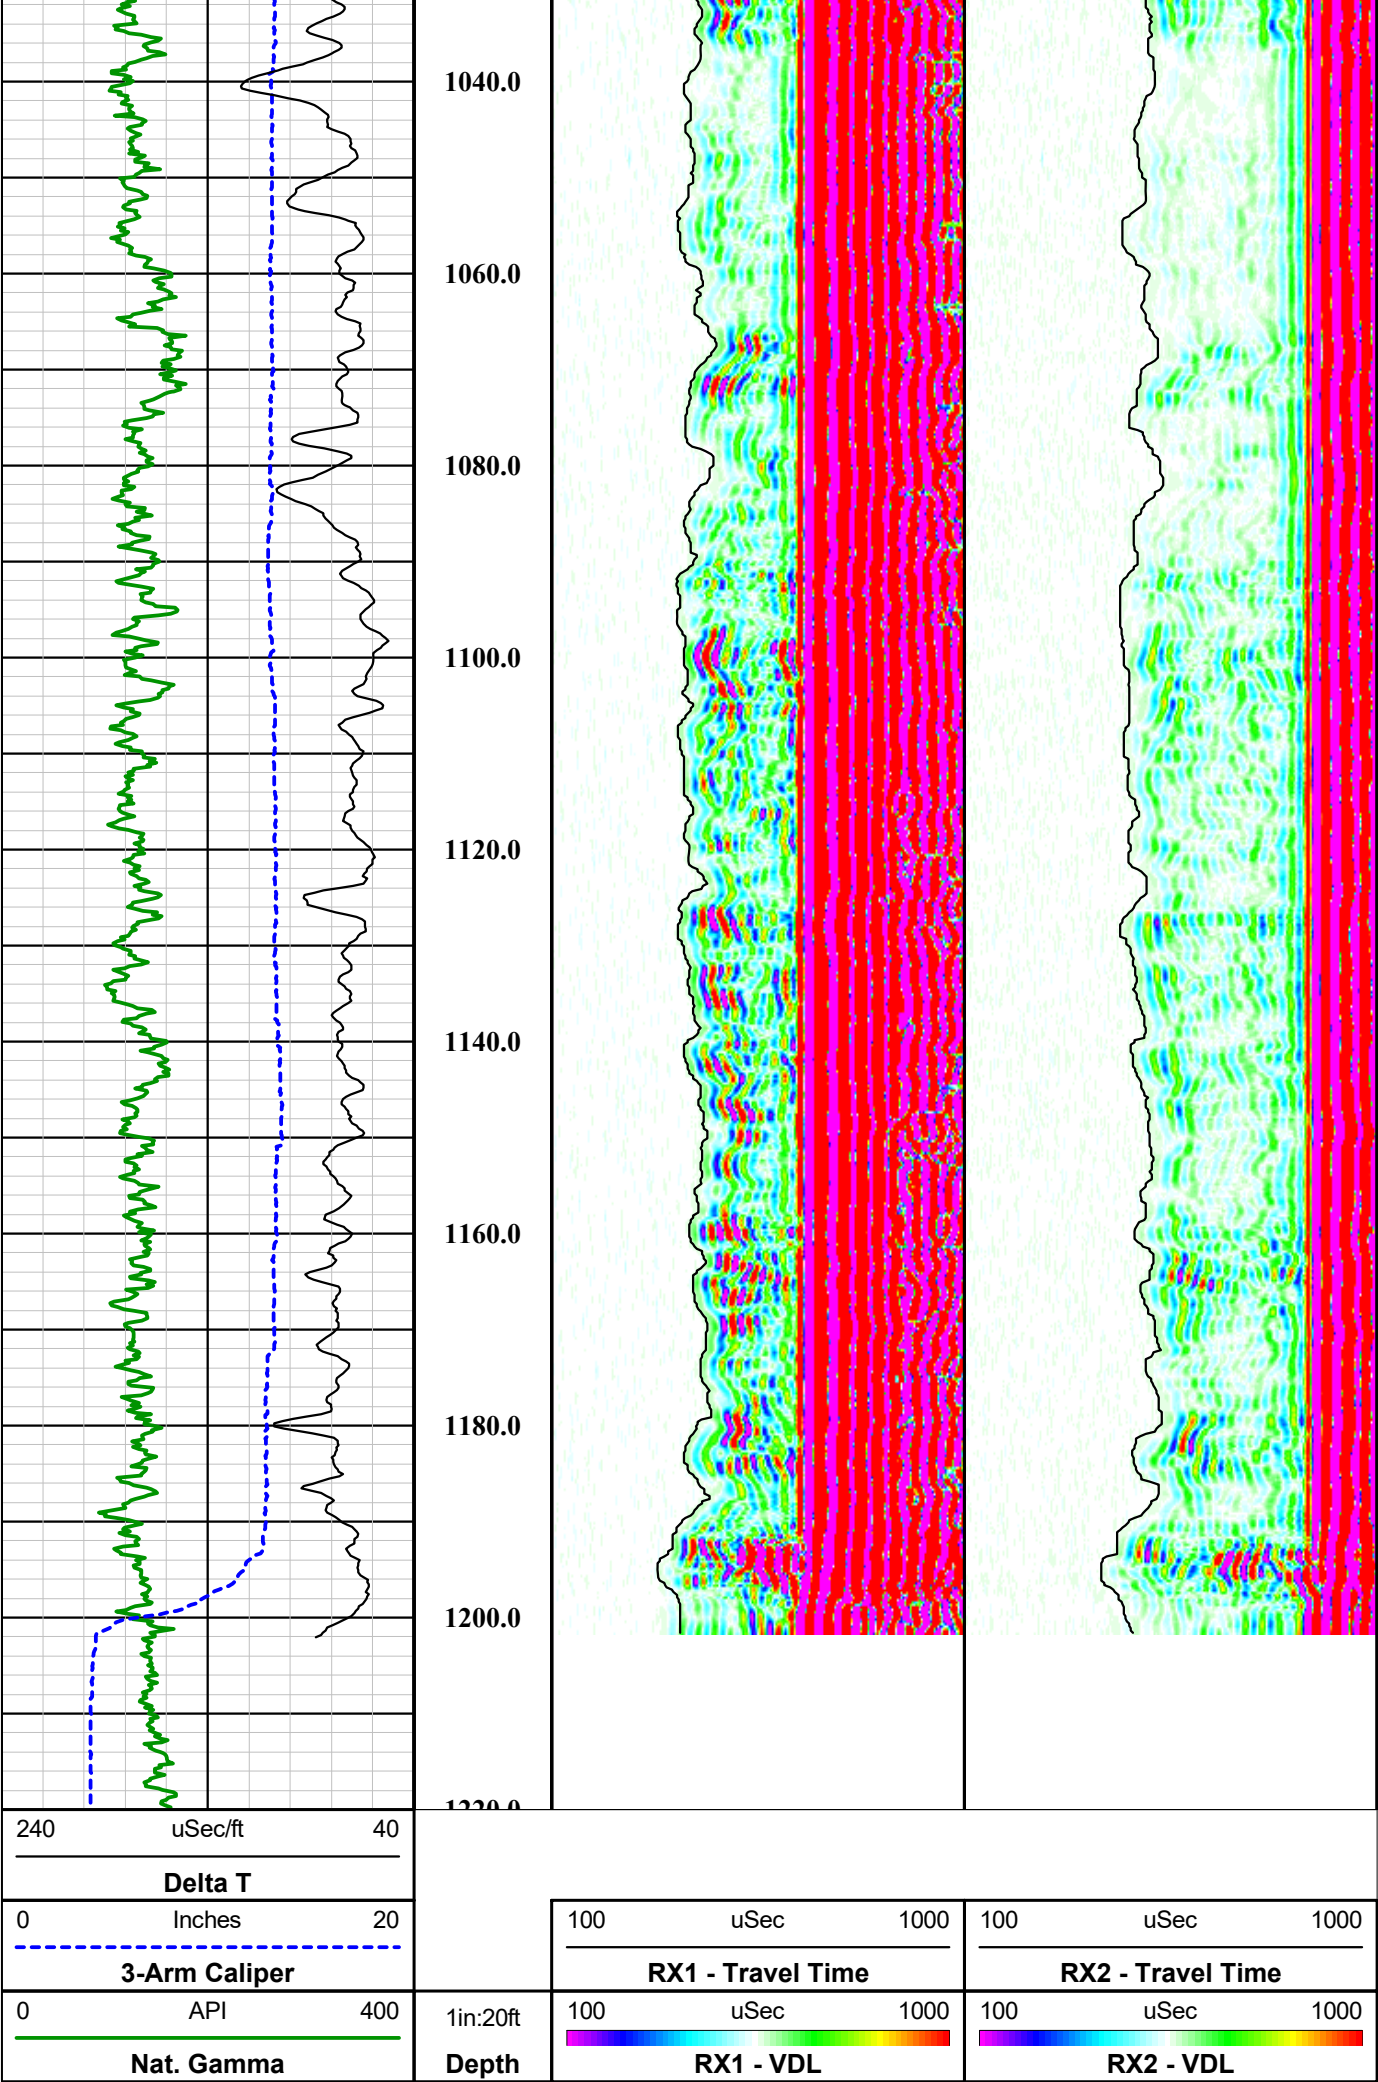 1040.0
1060.0
1080.0
1100.0
1120.0
1140.0
1160.0
1180.0
1200.0
1220.0
240 uSec/ft 40
Delta T
0 Inches 20
3-Arm Caliper
0 API 400
Nat. Gamma
1in:20ft
Depth
100 uSec 1000
RX1 - Travel Time
100 uSec 1000
RX1 - VDL
100 uSec 1000
RX2 - Travel Time
100 uSec 1000
RX2 - VDL